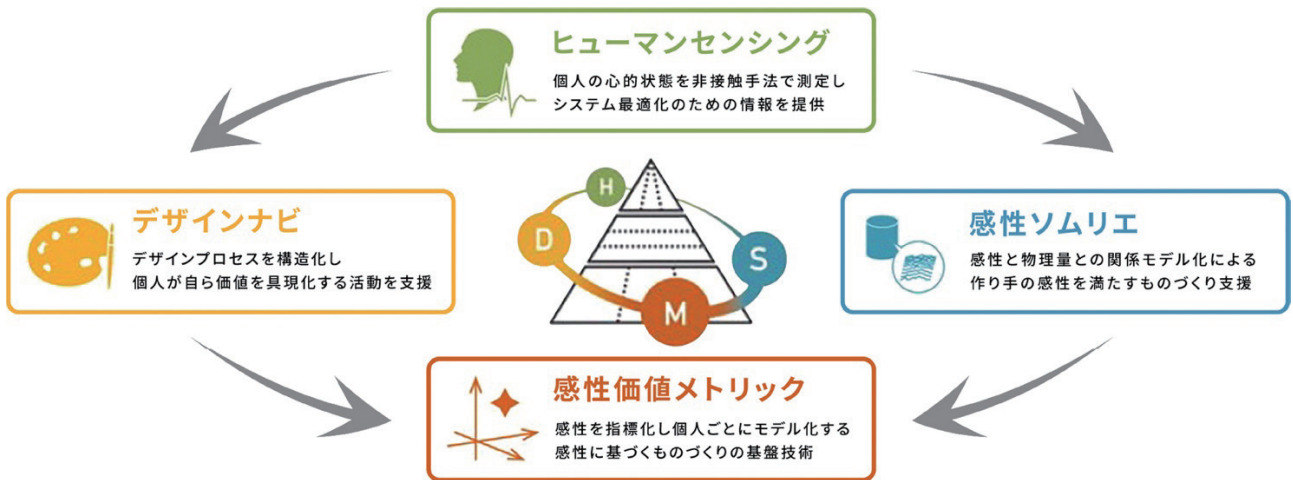 ヒューマンセンシング
個人の心的状態を非接触手法で測定し
システム最適化のための情報を提供
デザインナビ
デザインプロセスを構造化し
個人が自ら価値を具現化する活動を支援
H
D
S
M
感性ソムリエ
感性と物理量との関係モデル化による
作り手の感性を満たすものづくり支援
感性価値メトリック
感性を指標化し個人ごとにモデル化する
感性に基づくものづくりの基盤技術